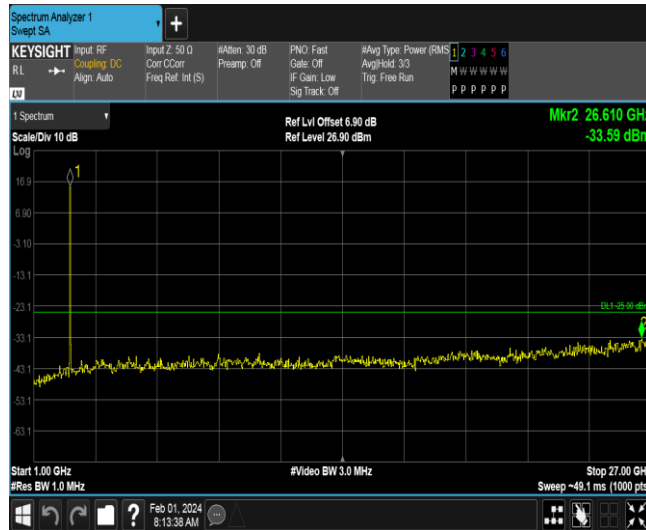 Spectrum Analyzer 1
Swept SA
+
KEYSIGHT Input: RF Input Z: 50 Ω #Atten: 30 dB PNO: Fast #Avg Type: Power (RMS 1 2 3 4 5 6
RL Coupling: DC Corr CCorr Preamp: Off Gate: Off Avg|Hold: 3/3 M W W W W W
Align: Auto Freq Ref: Int (S) IF Gain: Low Trig: Free Run
LXI Sig Track: Off P P P P P P
1 Spectrum Ref Lvl Offset 6.90 dB Mkr2 26.610 GHz
Scale/Div 10 dB Ref Level 26.90 dBm -33.59 dBm
Log
1
16.9
6.90
-3.10
-13.1
-23.1 DL1 -25.00 dBm
2
-33.1
-43.1
-53.1
-63.1
Start 1.00 GHz #Video BW 3.0 MHz Stop 27.00 GHz
#Res BW 1.0 MHz Sweep ~49.1 ms (1000 pts)
? Feb 01, 2024
8:13:38 AM